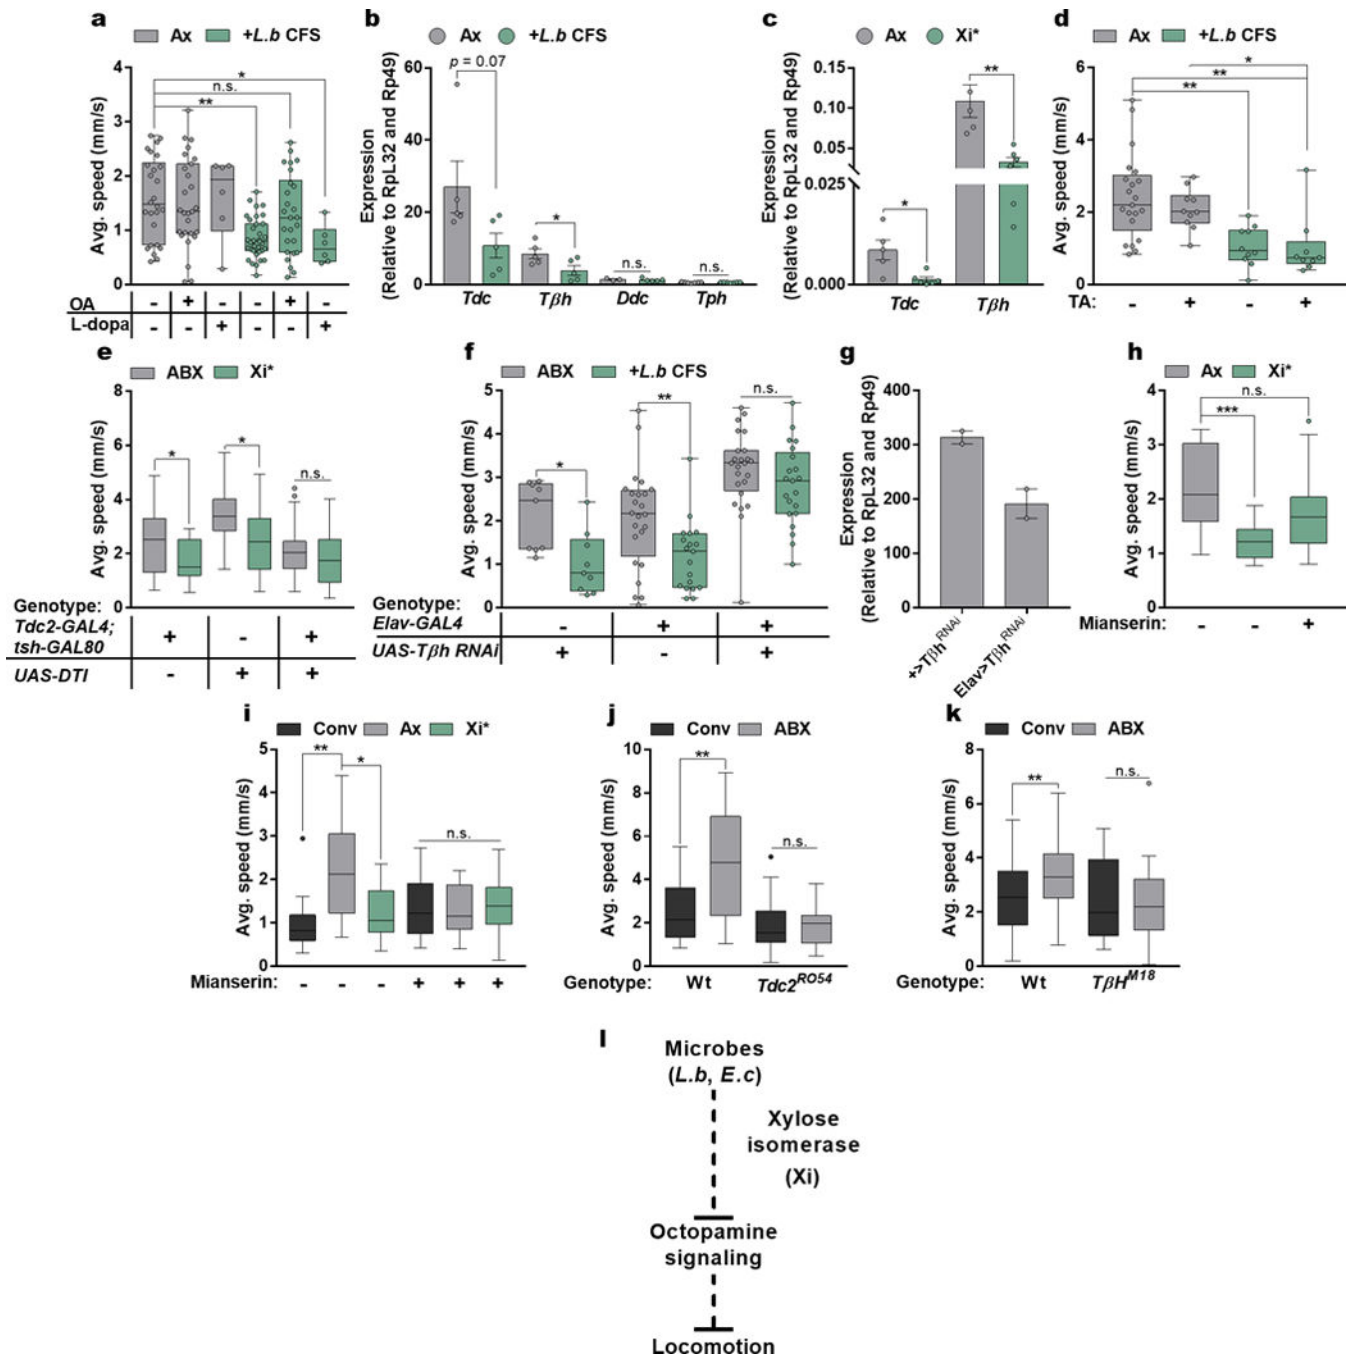 a
Ax +L.b CFS
Avg. speed (mm/s)
4
3
2
1
0
*
n.s.
**
OA - + - - + -
L-dopa - - + - - +
b
Ax +L.b CFS
Expression
(Relative to RpL32 and Rp49)
60
40
20
0
p = 0.07
*
n.s.
n.s.
Tdc Tβh Ddc Tph
c
Ax Xi*
Expression
(Relative to RpL32 and Rp49)
0.15
0.10
0.05
0.025
0.000
*
**
Tdc Tβh
d
Ax +L.b CFS
Avg. speed (mm/s)
6
4
2
0
*
**
**
TA: - + - +
e
ABX Xi*
Avg. speed (mm/s)
8
6
4
2
0
*
*
n.s.
Genotype:
Tdc2-GAL4;
tsh-GAL80
+ - +
UAS-DTI - + +
f
ABX +L.b CFS
Avg. speed (mm/s)
5
4
3
2
1
0
*
**
n.s.
Genotype:
Elav-GAL4 - + +
UAS-Tβh RNAi + - +
g
Expression
(Relative to RpL32 and Rp49)
400
300
200
100
0
+>TβhRNAi
Elav>TβhRNAi
h
Ax Xi*
Avg. speed (mm/s)
4
3
2
1
0
n.s.
***
Mianserin: - - +
i
Conv Ax Xi*
Avg. speed (mm/s)
5
4
3
2
1
0
**
*
n.s.
Mianserin: - - - + + +
j
Conv ABX
Avg. speed (mm/s)
10
8
6
4
2
0
**
n.s.
Genotype: Wt Tdc2RO54
k
Conv ABX
Avg. speed (mm/s)
8
6
4
2
0
**
n.s.
Genotype: Wt TβHM18
l
Microbes
(L.b, E.c)
Xylose
isomerase
(Xi)
Octopamine
signaling
Locomotion